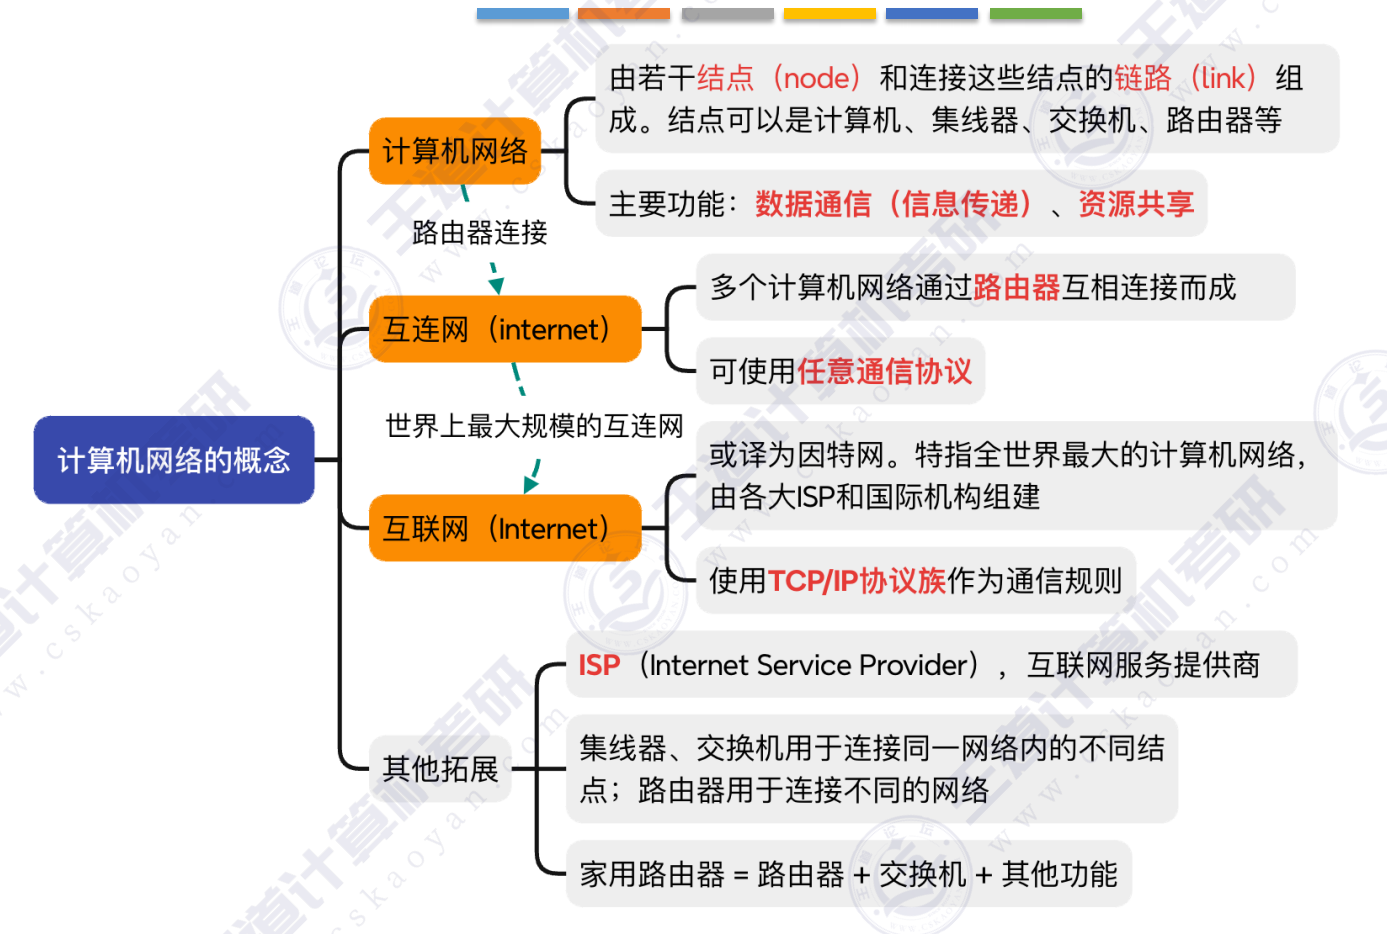 计算机网络的概念
计算机网络
由若干结点（node）和连接这些结点的链路（link）组
成。结点可以是计算机、集线器、交换机、路由器等
主要功能：数据通信（信息传递）、资源共享
路由器连接
互连网（internet）
多个计算机网络通过路由器互相连接而成
可使用任意通信协议
世界上最大规模的互连网
互联网（Internet）
或译为因特网。特指全世界最大的计算机网络，
由各大ISP和国际机构组建
使用TCP/IP协议族作为通信规则
其他拓展
ISP（Internet Service Provider），互联网服务提供商
集线器、交换机用于连接同一网络内的不同结
点；路由器用于连接不同的网络
家用路由器 = 路由器 + 交换机 + 其他功能
王道计算机考研
www.cskaoyan.com